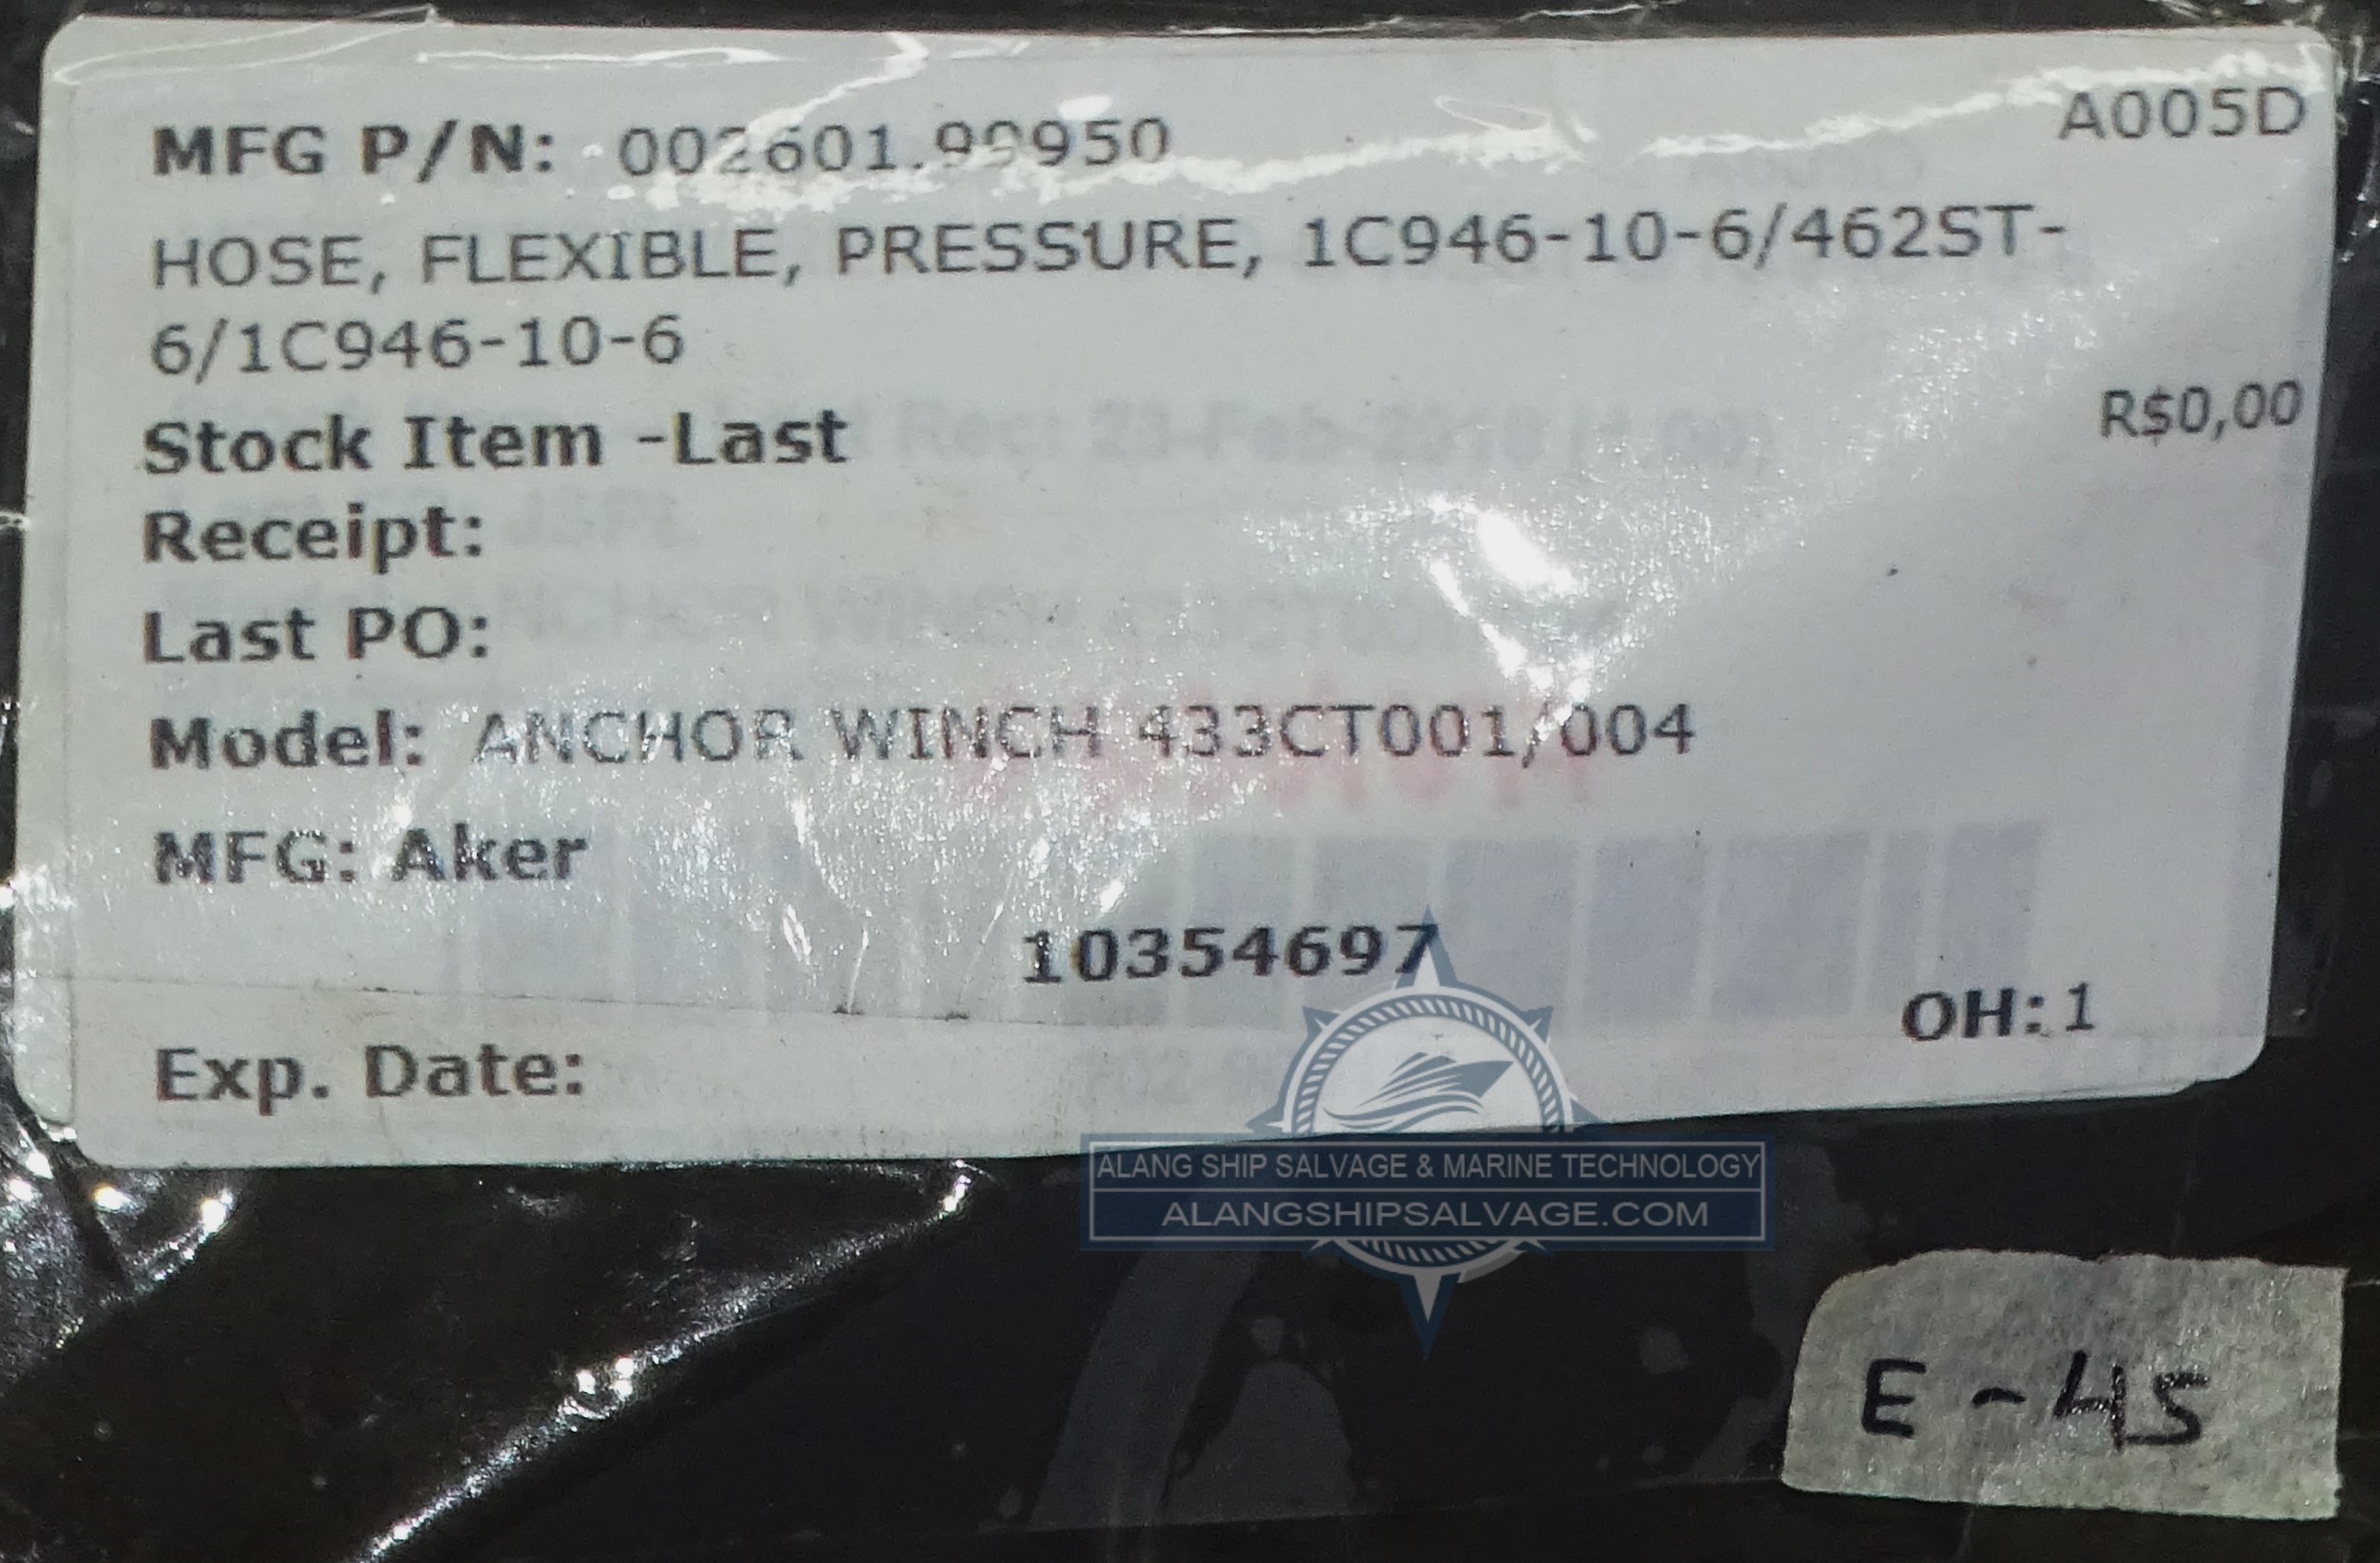 MFG P/N: 002601.99950 A005D
HOSE, FLEXIBLE, PRESSURE, 1C946-10-6/462ST-
6/1C946-10-6
Stock Item -Last R$0,00
Receipt:
Last PO:
Model: ANCHOR WINCH 433CT001/004
MFG: Aker
10354697
OH: 1
Exp. Date:
ALANG SHIP SALVAGE & MARINE TECHNOLOGY
ALANGSHIPSALVAGE.COM
E-45